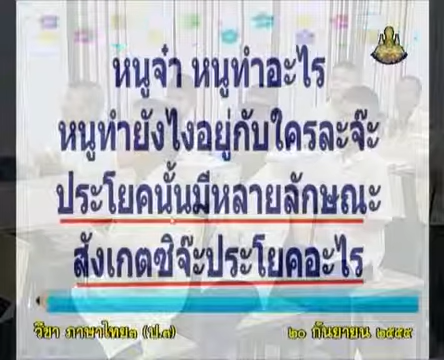 หนูจ๋า หนูทำอะไร
หนูทำยังไงอยู่กับใครละจ๊ะ
ประโยคนั้นมีหลายลักษณะ
สังเกตซิจ๊ะประโยคอะไร
วิชา ภาษาไทย๓ (ป.๓)
๒๐ กันยายน ๒๕๕๙